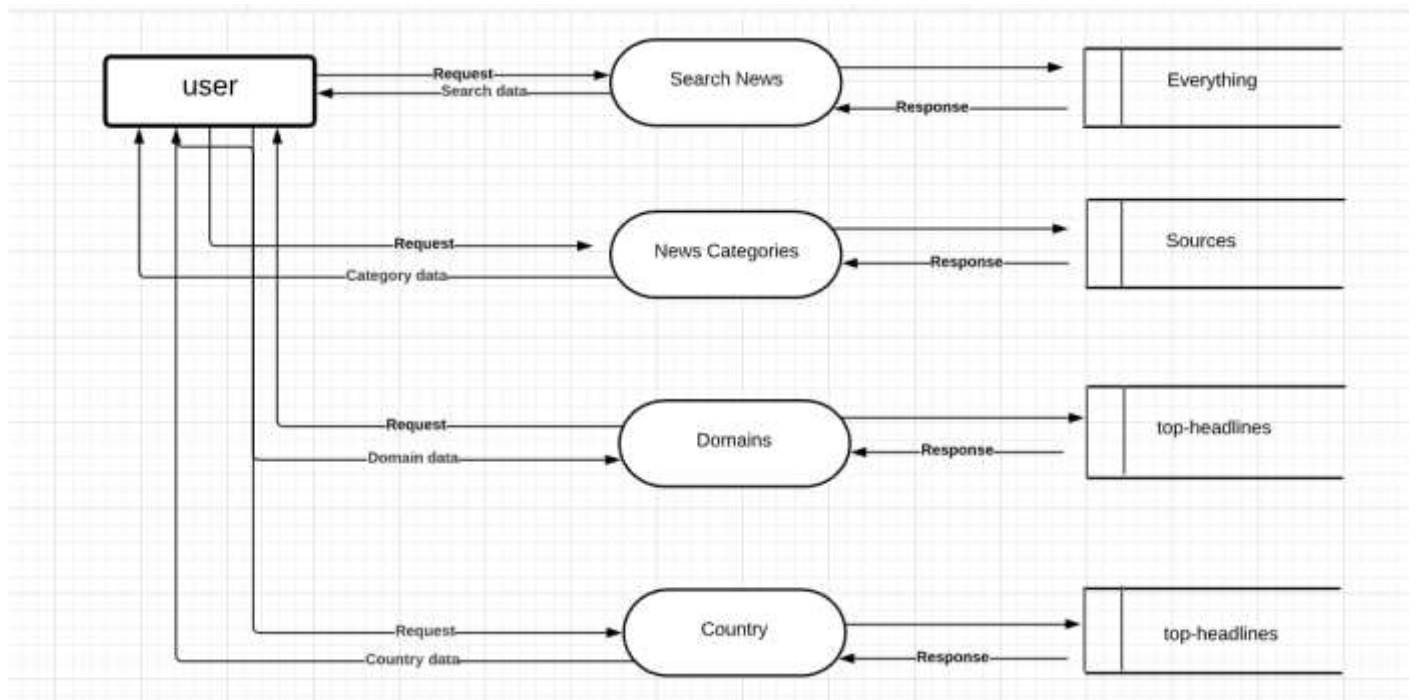 user
Request
Search data
Search News
Response
Everything
Request
Category data
News Categories
Response
Sources
Request
Domain data
Domains
Response
top-headlines
Request
Country data
Country
Response
top-headlines